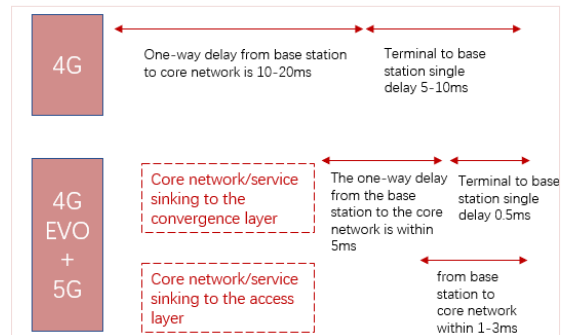 4G
One-way delay from base station
to core network is 10-20ms
Terminal to base
station single
delay 5-10ms
4G
EVO
+
5G
Core network/service
sinking to the
convergence layer
The one-way delay
from the base
station to the core
network is within
5ms
Terminal to base
station single
delay 0.5ms
Core network/service
sinking to the access
layer
from base
station to
core network
within 1-3ms